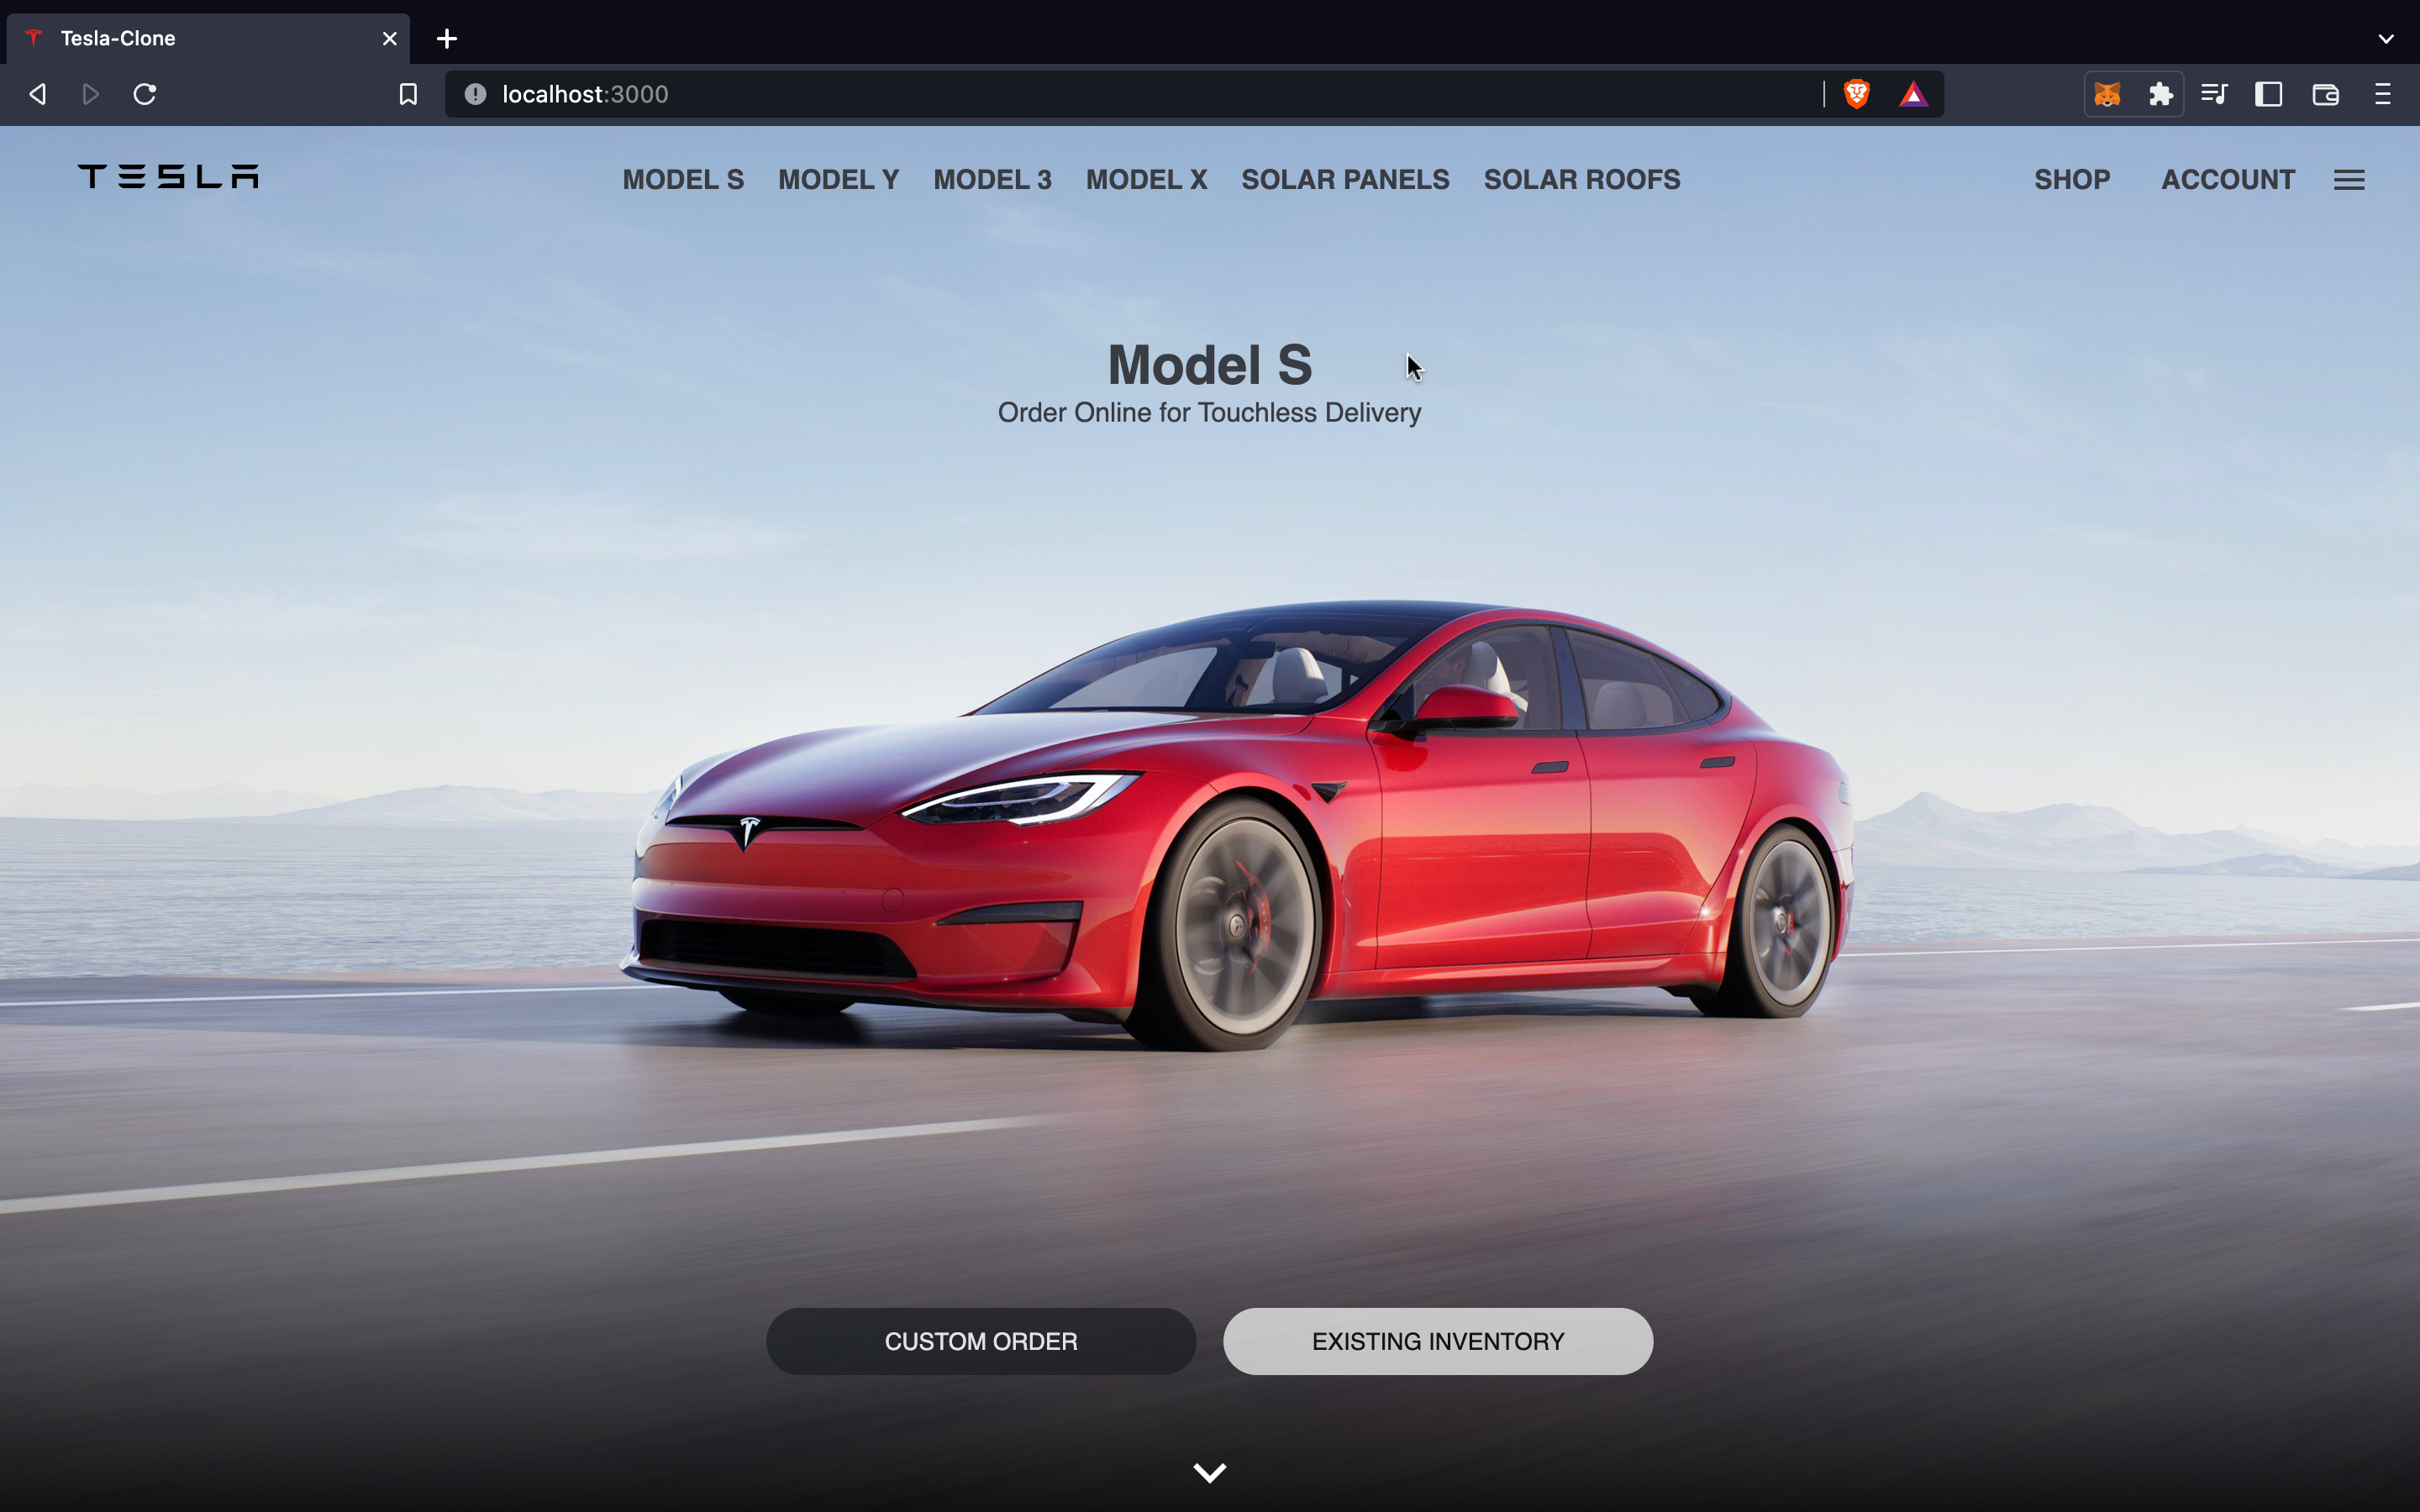 Tesla-Clone
localhost:3000
TESLA
MODEL S MODEL Y MODEL 3 MODEL X SOLAR PANELS SOLAR ROOFS
SHOP ACCOUNT
Model S
Order Online for Touchless Delivery
CUSTOM ORDER
EXISTING INVENTORY